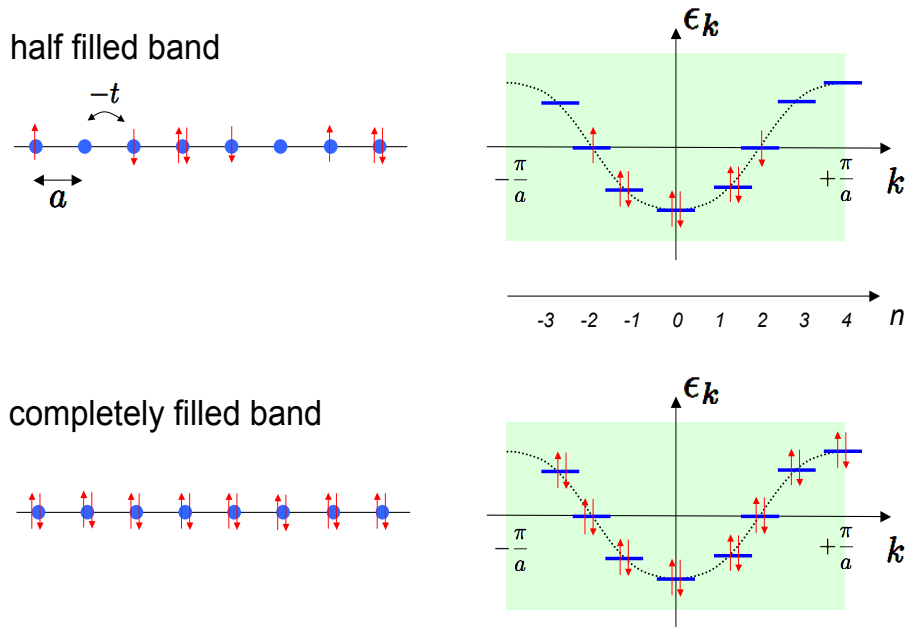 half filled band
−t
a
ϵₖ
−π/a
+π/a
k
-3 -2 -1 0 1 2 3 4 n
completely filled band
ϵₖ
−π/a
+π/a
k